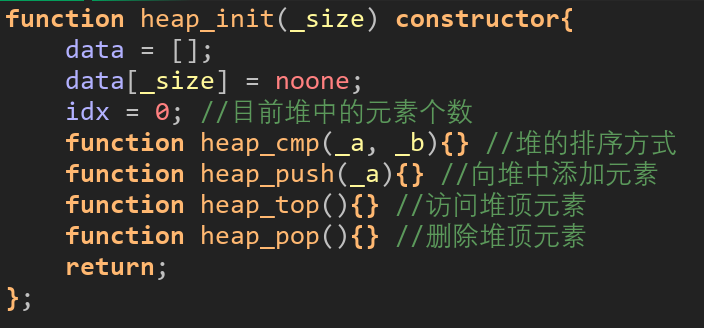 function heap_init(_size) constructor{
    data = [];
    data[_size] = noone;
    idx = 0; //目前堆中的元素个数
    function heap_cmp(_a, _b){} //堆的排序方式
    function heap_push(_a){} //向堆中添加元素
    function heap_top(){} //访问堆顶元素
    function heap_pop(){} //删除堆顶元素
    return;
};